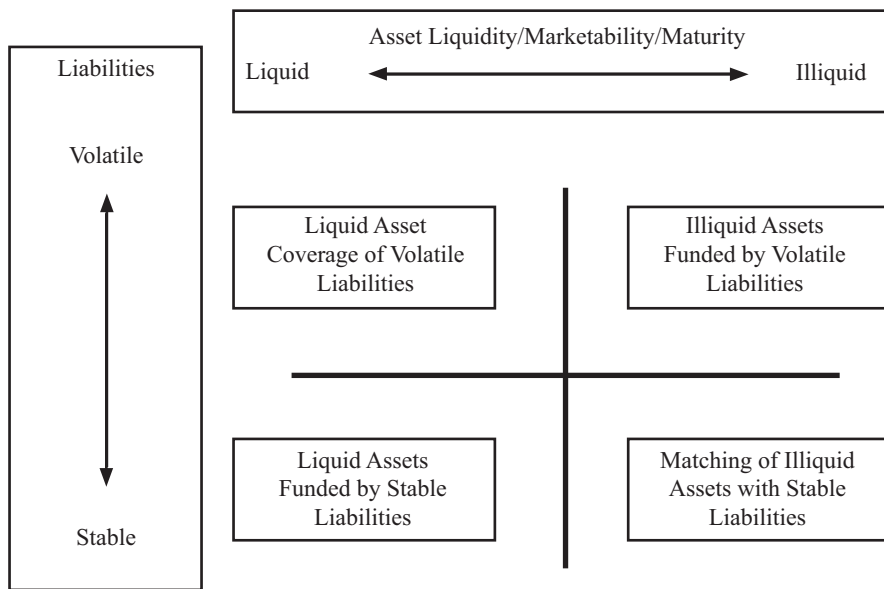 Asset Liquidity/Marketability/Maturity
Liquid
Illiquid
Liabilities
Volatile
Stable
Liquid Asset
Coverage of Volatile
Liabilities
Illiquid Assets
Funded by Volatile
Liabilities
Liquid Assets
Funded by Stable
Liabilities
Matching of Illiquid
Assets with Stable
Liabilities